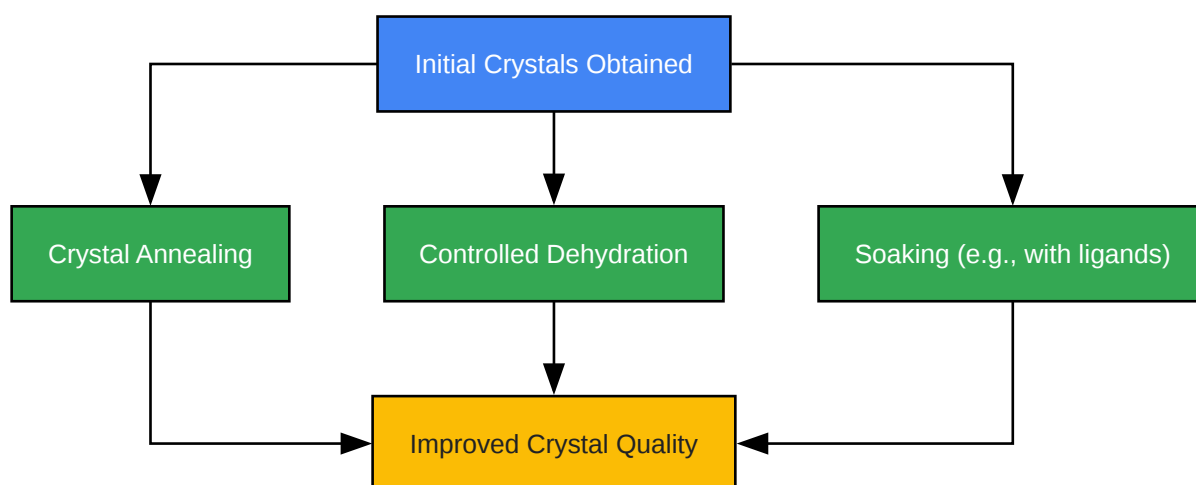 Initial Crystals Obtained
Crystal Annealing
Controlled Dehydration
Soaking (e.g., with ligands)
Improved Crystal Quality